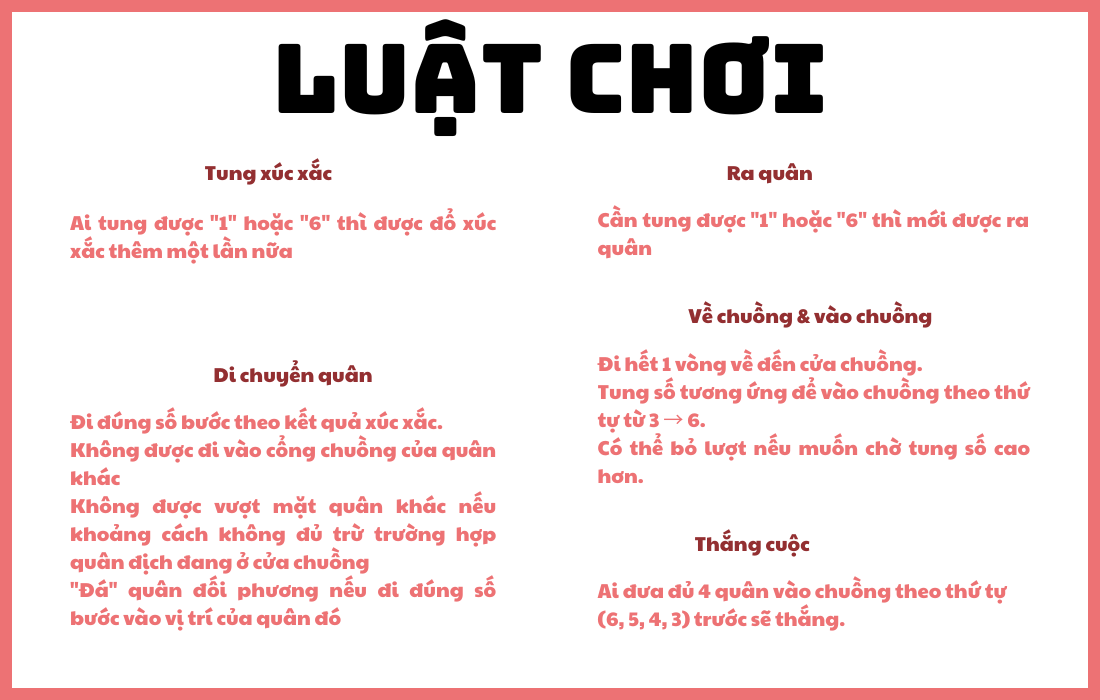 LUẬT CHƠI
Tung xúc xắc
Ai tung được "1" hoặc "6" thì được đổ xúc
xắc thêm một lần nữa
Di chuyển quân
Đi đúng số bước theo kết quả xúc xắc.
Không được đi vào cổng chuồng của quân
khác
Không được vượt mặt quân khác nếu
khoảng cách không đủ trừ trường hợp
quân địch đang ở cửa chuồng
"Đá" quân đối phương nếu đi đúng số
bước vào vị trí của quân đó
Ra quân
Cần tung được "1" hoặc "6" thì mới được ra
quân
Về chuồng & vào chuồng
Đi hết 1 vòng về đến cửa chuồng.
Tung số tương ứng để vào chuồng theo thứ
tự từ 3 → 6.
Có thể bỏ lượt nếu muốn chờ tung số cao
hơn.
Thắng cuộc
Ai đưa đủ 4 quân vào chuồng theo thứ tự
(6, 5, 4, 3) trước sẽ thắng.